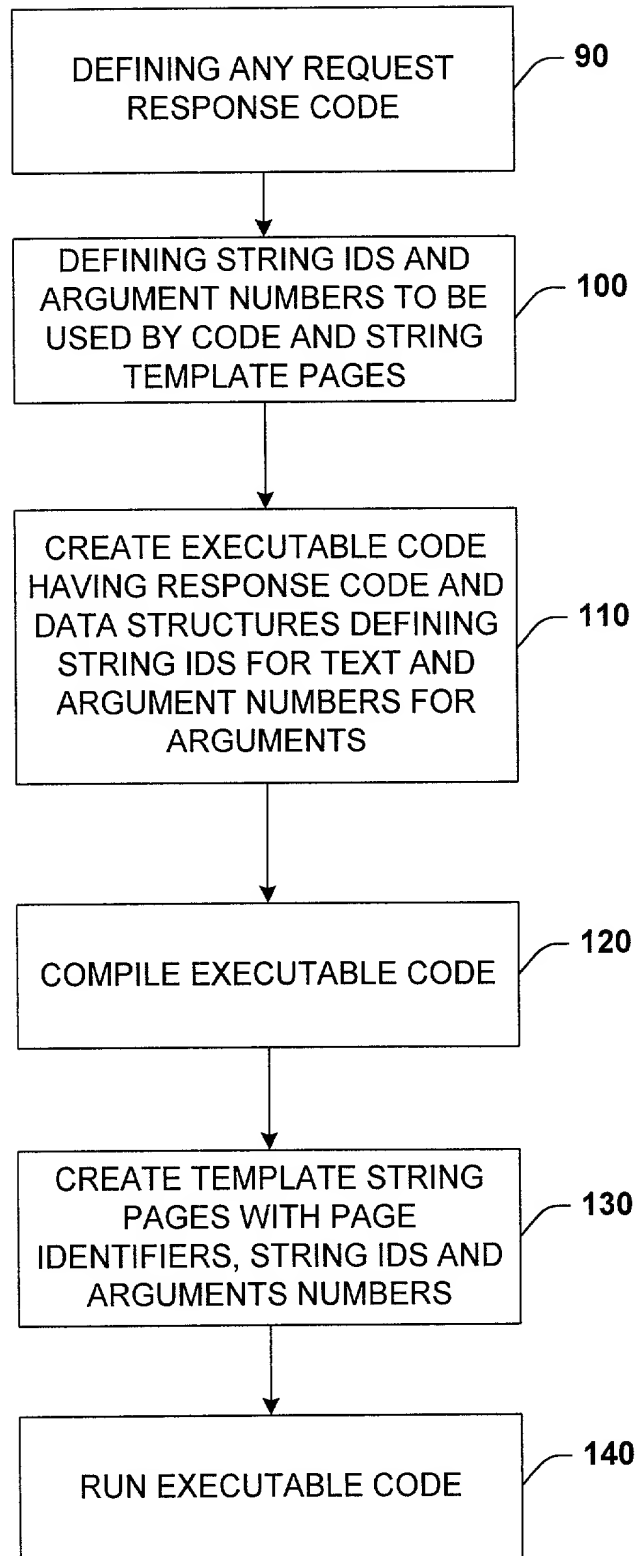 DEFINING ANY REQUEST
RESPONSE CODE
90
DEFINING STRING IDS AND
ARGUMENT NUMBERS TO BE
USED BY CODE AND STRING
TEMPLATE PAGES
100
CREATE EXECUTABLE CODE
HAVING RESPONSE CODE AND
DATA STRUCTURES DEFINING
STRING IDS FOR TEXT AND
ARGUMENT NUMBERS FOR
ARGUMENTS
110
COMPILE EXECUTABLE CODE
120
CREATE TEMPLATE STRING
PAGES WITH PAGE
IDENTIFIERS, STRING IDS AND
ARGUMENTS NUMBERS
130
RUN EXECUTABLE CODE
140